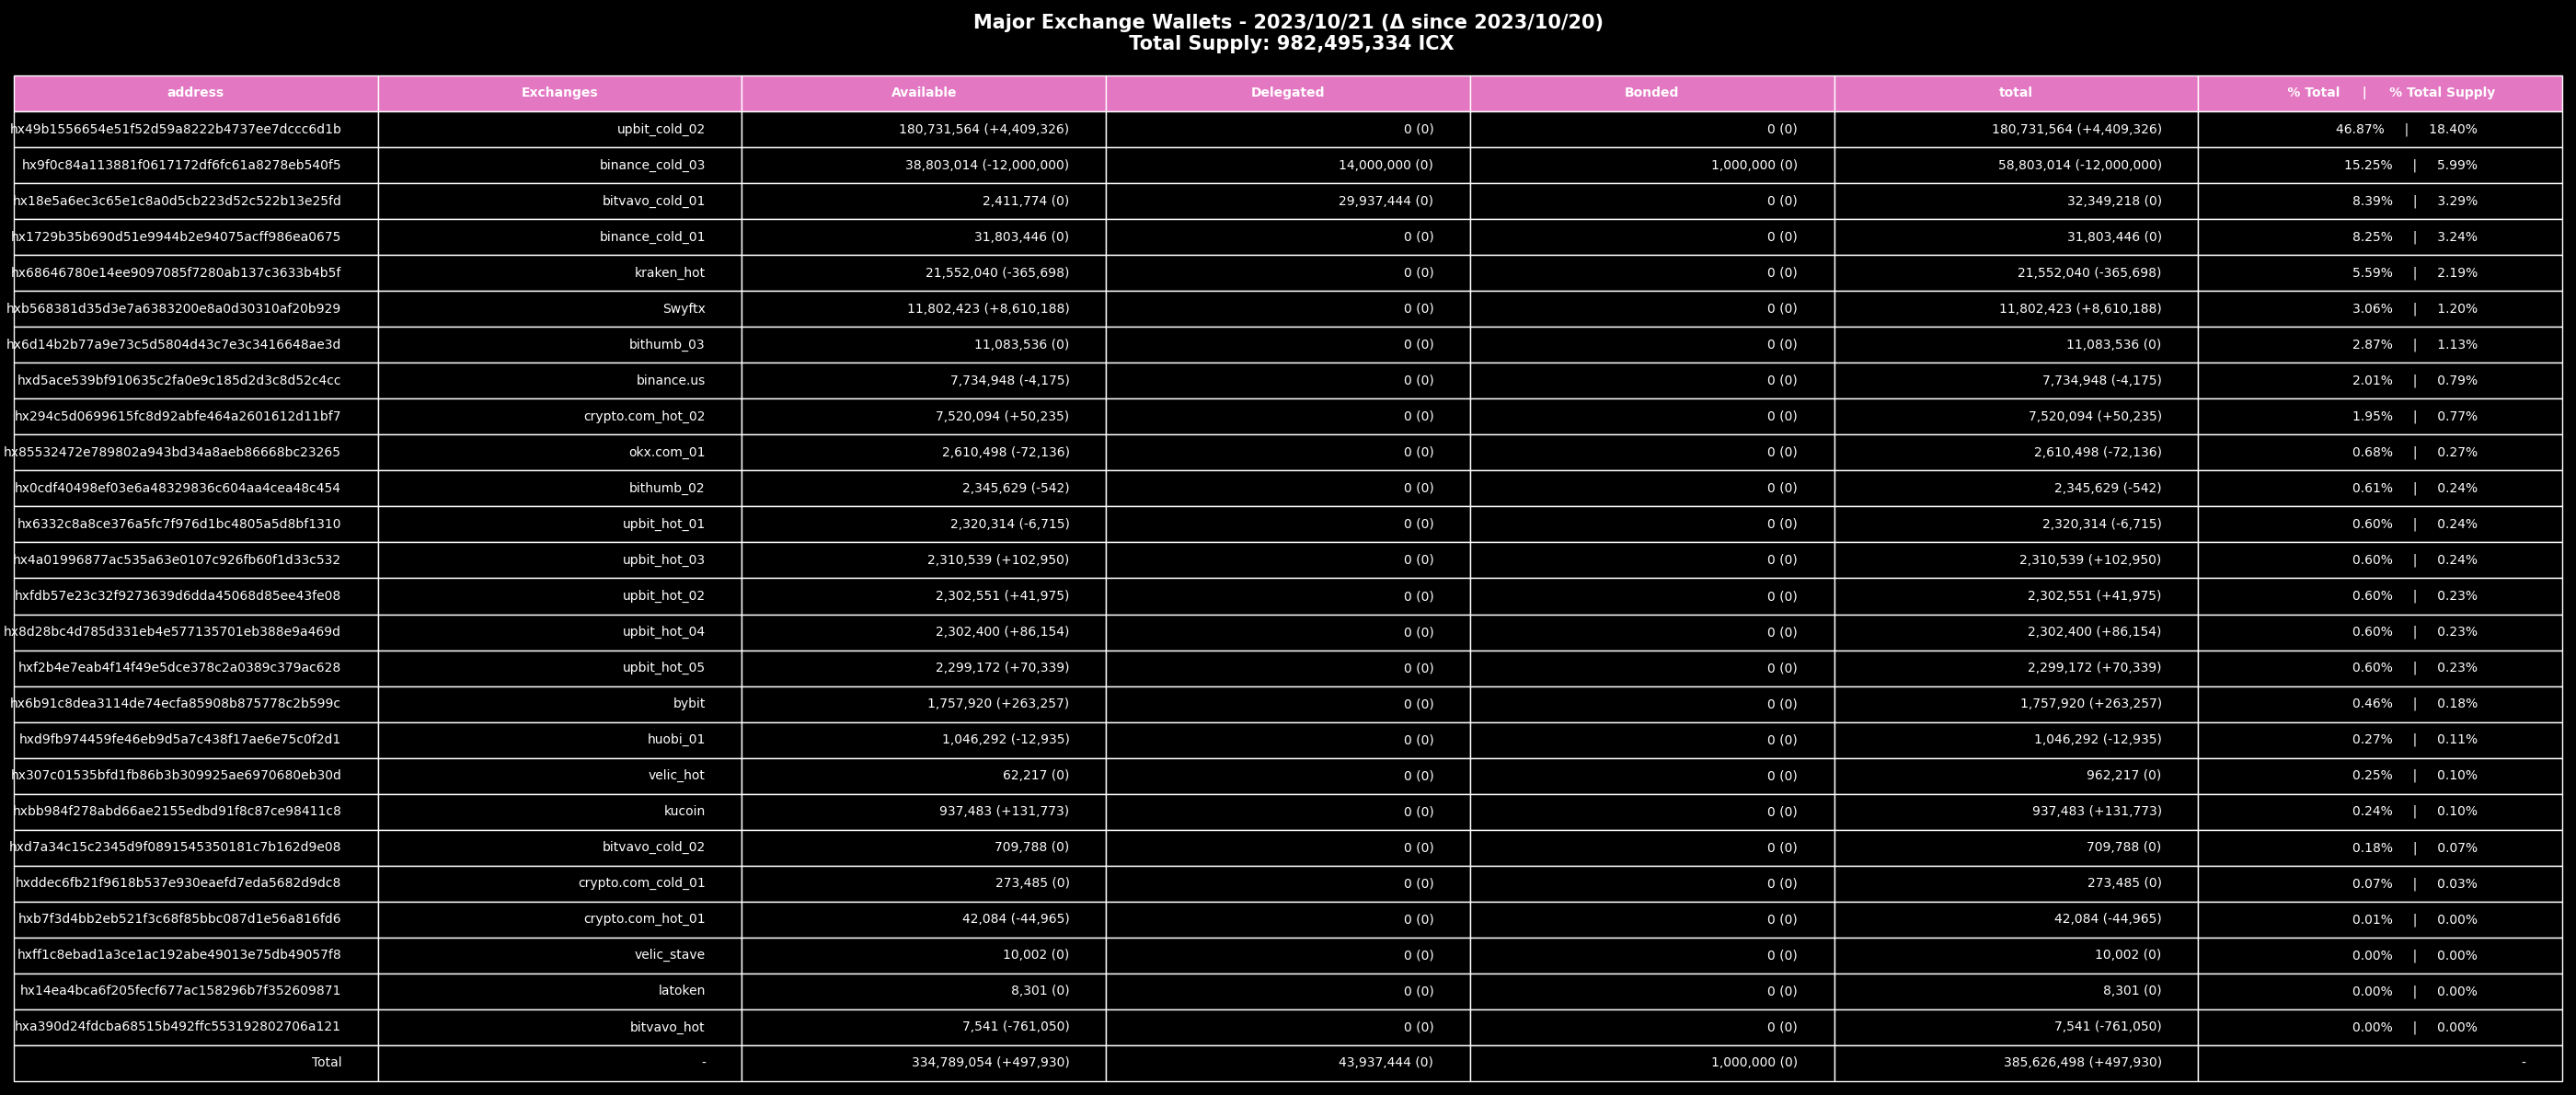 Major Exchange Wallets - 2023/10/21 (Δ since 2023/10/20)
Total Supply: 982,495,334 ICX
address Exchanges Available Delegated Bonded total % Total | % Total Supply
hx49b1556654e51f52d59a8222b4737ee7dccc6d1b upbit_cold_02 180,731,564 (+4,409,326) 0 (0) 0 (0) 180,731,564 (+4,409,326) 46.87% | 18.40%
hx9f0c84a113881f0617172df6fc61a8278eb540f5 binance_cold_03 38,803,014 (-12,000,000) 14,000,000 (0) 1,000,000 (0) 58,803,014 (-12,000,000) 15.25% | 5.99%
hx18e5a6ec3c65e1c8a0d5cb223d52c522b13e25fd bitvavo_cold_01 2,411,774 (0) 29,937,444 (0) 0 (0) 32,349,218 (0) 8.39% | 3.29%
hx1729b35b690d51e9944b2e94075acff986ea0675 binance_cold_01 31,803,446 (0) 0 (0) 0 (0) 31,803,446 (0) 8.25% | 3.24%
hx68646780e14ee9097085f7280ab137c3633b4b5f kraken_hot 21,552,040 (-365,698) 0 (0) 0 (0) 21,552,040 (-365,698) 5.59% | 2.19%
hxb568381d35d3e7a6383200e8a0d30310af20b929 Swyftx 11,802,423 (+8,610,188) 0 (0) 0 (0) 11,802,423 (+8,610,188) 3.06% | 1.20%
hx6d14b2b77a9e73c5d5804d43c7e3c3416648ae3d bithumb_03 11,083,536 (0) 0 (0) 0 (0) 11,083,536 (0) 2.87% | 1.13%
hxd5ace539bf910635c2fa0e9c185d2d3c8d52c4cc binance.us 7,734,948 (-4,175) 0 (0) 0 (0) 7,734,948 (-4,175) 2.01% | 0.79%
hx294c5d0699615fc8d92abfe464a2601612d11bf7 crypto.com_hot_02 7,520,094 (+50,235) 0 (0) 0 (0) 7,520,094 (+50,235) 1.95% | 0.77%
hx85532472e789802a943bd34a8aeb86668bc23265 okx.com_01 2,610,498 (-72,136) 0 (0) 0 (0) 2,610,498 (-72,136) 0.68% | 0.27%
hx0cdf40498ef03e6a48329836c604aa4cea48c454 bithumb_02 2,345,629 (-542) 0 (0) 0 (0) 2,345,629 (-542) 0.61% | 0.24%
hx6332c8a8ce376a5fc7f976d1bc4805a5d8bf1310 upbit_hot_01 2,320,314 (-6,715) 0 (0) 0 (0) 2,320,314 (-6,715) 0.60% | 0.24%
hx4a01996877ac535a63e0107c926fb60f1d33c532 upbit_hot_03 2,310,539 (+102,950) 0 (0) 0 (0) 2,310,539 (+102,950) 0.60% | 0.24%
hxfdb57e23c32f9273639d6dda45068d85ee43fe08 upbit_hot_02 2,302,551 (+41,975) 0 (0) 0 (0) 2,302,551 (+41,975) 0.60% | 0.23%
hx8d28bc4d785d331eb4e577135701eb388e9a469d upbit_hot_04 2,302,400 (+86,154) 0 (0) 0 (0) 2,302,400 (+86,154) 0.60% | 0.23%
hxf2b4e7eab4f14f49e5dce378c2a0389c379ac628 upbit_hot_05 2,299,172 (+70,339) 0 (0) 0 (0) 2,299,172 (+70,339) 0.60% | 0.23%
hx6b91c8dea3114de74ecfa85908b875778c2b599c bybit 1,757,920 (+263,257) 0 (0) 0 (0) 1,757,920 (+263,257) 0.46% | 0.18%
hxd9fb974459fe46eb9d5a7c438f17ae6e75c0f2d1 huobi_01 1,046,292 (-12,935) 0 (0) 0 (0) 1,046,292 (-12,935) 0.27% | 0.11%
hx307c01535bfd1fb86b3b309925ae6970680eb30d velic_hot 62,217 (0) 0 (0) 0 (0) 962,217 (0) 0.25% | 0.10%
hxbb984f278abd66ae2155edbd91f8c87ce98411c8 kucoin 937,483 (+131,773) 0 (0) 0 (0) 937,483 (+131,773) 0.24% | 0.10%
hxd7a34c15c2345d9f0891545350181c7b162d9e08 bitvavo_cold_02 709,788 (0) 0 (0) 0 (0) 709,788 (0) 0.18% | 0.07%
hxddec6fb21f9618b537e930eaefd7eda5682d9dc8 crypto.com_cold_01 273,485 (0) 0 (0) 0 (0) 273,485 (0) 0.07% | 0.03%
hxb7f3d4bb2eb521f3c68f85bbc087d1e56a816fd6 crypto.com_hot_01 42,084 (-44,965) 0 (0) 0 (0) 42,084 (-44,965) 0.01% | 0.00%
hxff1c8ebad1a3ce1ac192abe49013e75db49057f8 velic_stave 10,002 (0) 0 (0) 0 (0) 10,002 (0) 0.00% | 0.00%
hx14ea4bca6f205fecf677ac158296b7f352609871 latoken 8,301 (0) 0 (0) 0 (0) 8,301 (0) 0.00% | 0.00%
hxa390d24fdcba68515b492ffc553192802706a121 bitvavo_hot 7,541 (-761,050) 0 (0) 0 (0) 7,541 (-761,050) 0.00% | 0.00%
Total - 334,789,054 (+497,930) 43,937,444 (0) 1,000,000 (0) 385,626,498 (+497,930) -